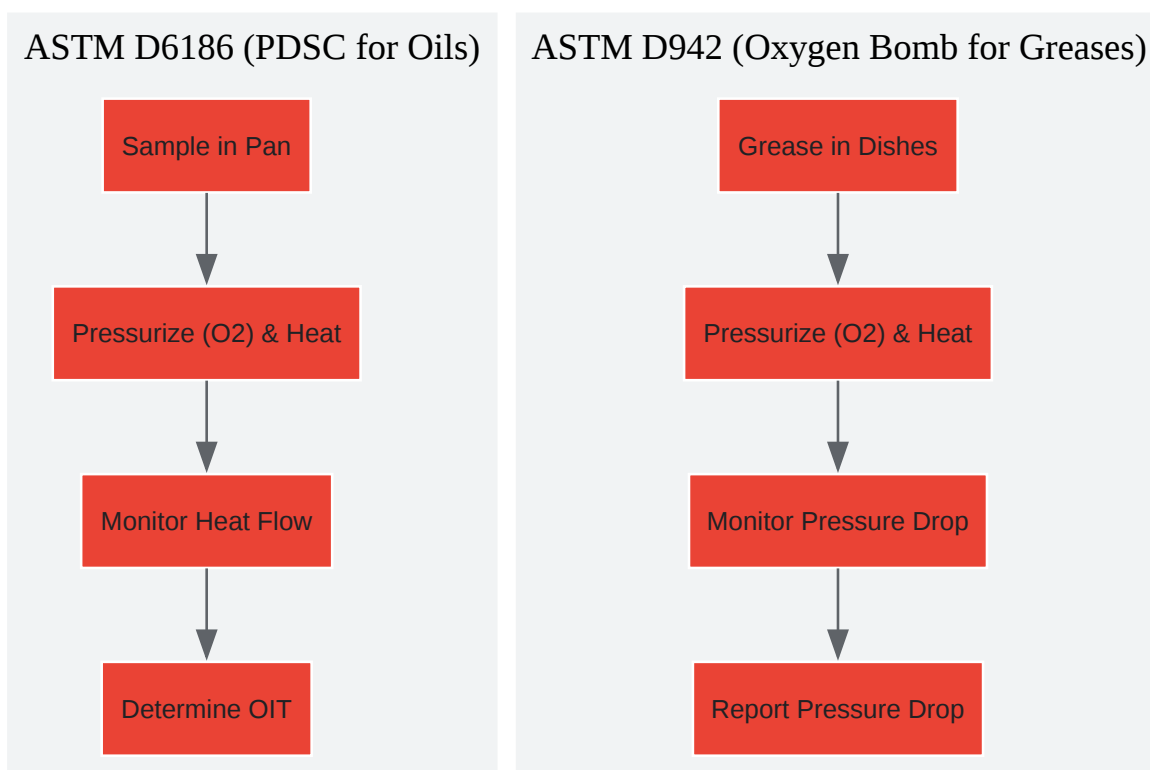 ASTM D6186 (PDSC for Oils)
Sample in Pan
Pressurize (O2) & Heat
Monitor Heat Flow
Determine OIT
ASTM D942 (Oxygen Bomb for Greases)
Grease in Dishes
Pressurize (O2) & Heat
Monitor Pressure Drop
Report Pressure Drop